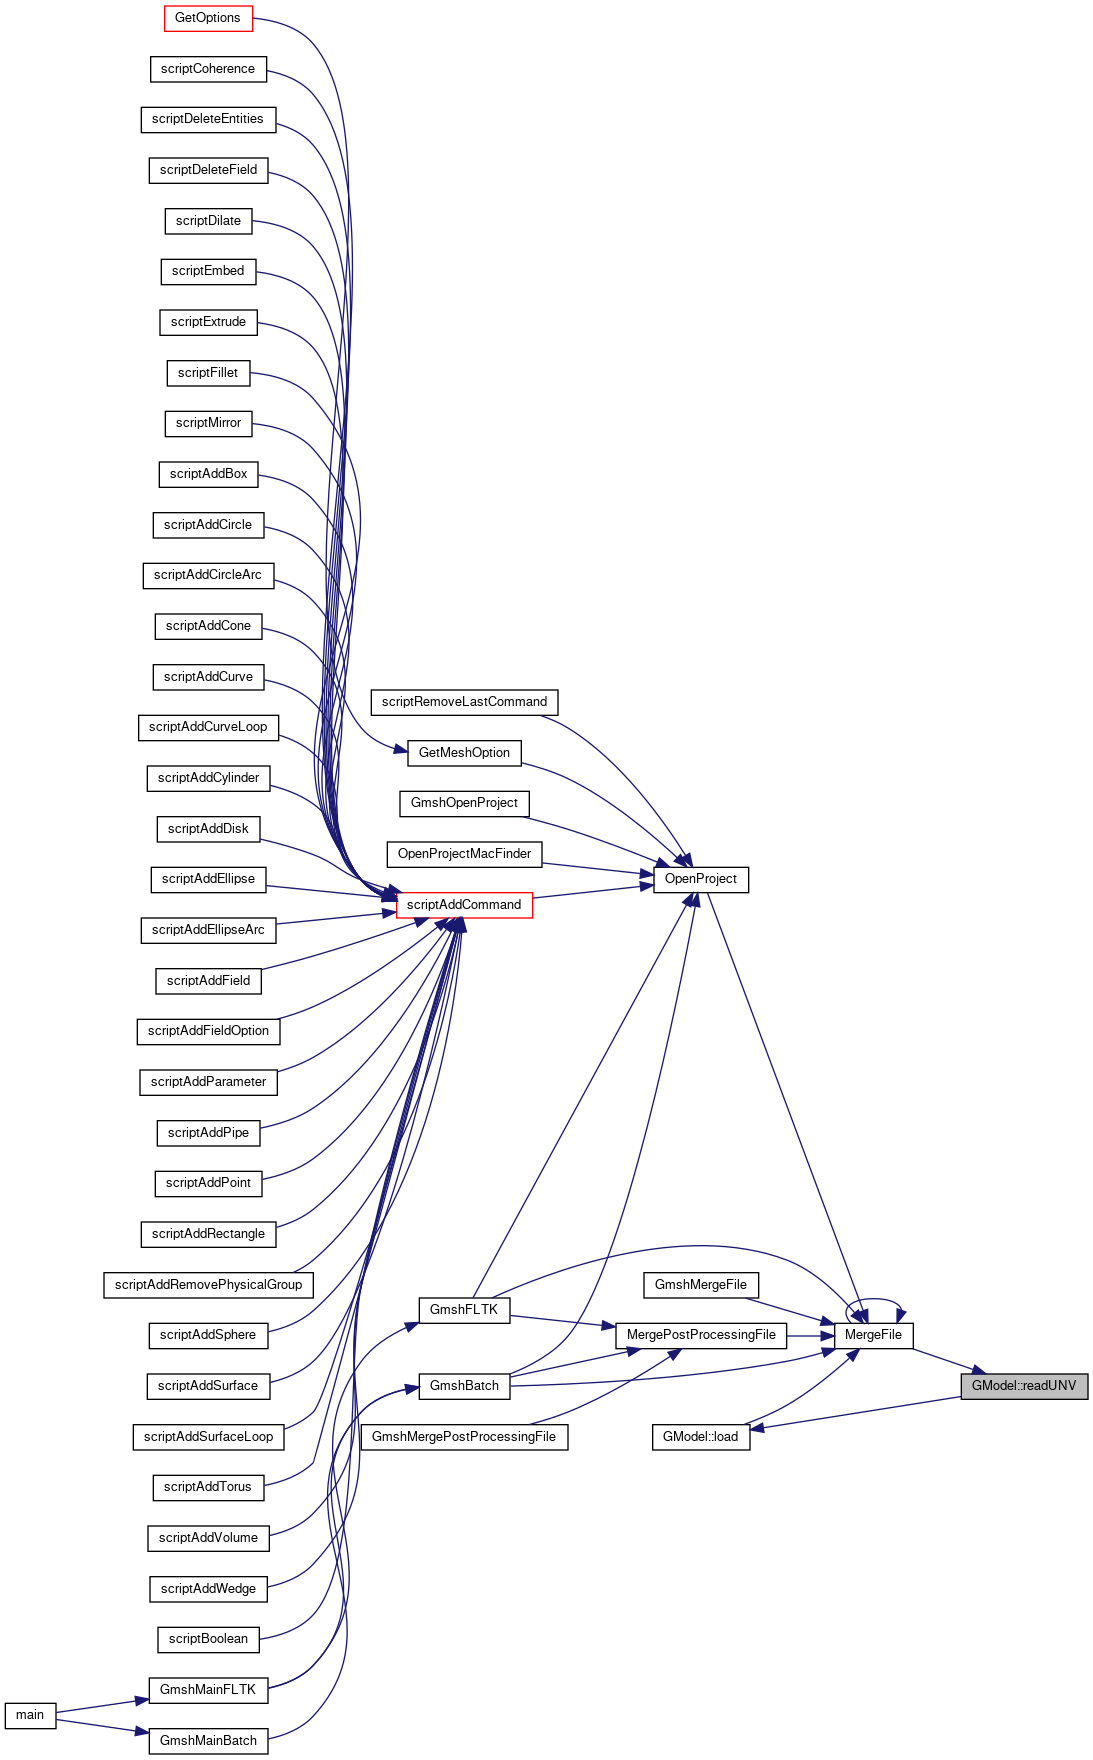 GetOptions
scriptCoherence
scriptDeleteEntities
scriptDeleteField
scriptDilate
scriptEmbed
scriptExtrude
scriptFillet
scriptMirror
scriptAddBox
scriptAddCircle
scriptAddCircleArc
scriptAddCone
scriptAddCurve
scriptAddCurveLoop
scriptAddCylinder
scriptAddDisk
scriptAddEllipse
scriptAddEllipseArc
scriptAddField
scriptAddFieldOption
scriptAddParameter
scriptAddPipe
scriptAddPoint
scriptAddRectangle
scriptAddRemovePhysicalGroup
scriptAddSphere
scriptAddSurface
scriptAddSurfaceLoop
scriptAddTorus
scriptAddVolume
scriptAddWedge
scriptBoolean
GmshMainFLTK
main
GmshMainBatch
scriptRemoveLastCommand
GetMeshOption
GmshOpenProject
OpenProjectMacFinder
scriptAddCommand
GmshFLTK
GmshBatch
GmshMergePostProcessingFile
OpenProject
GmshMergeFile
MergePostProcessingFile
GModel::load
MergeFile
GModel::readUNV